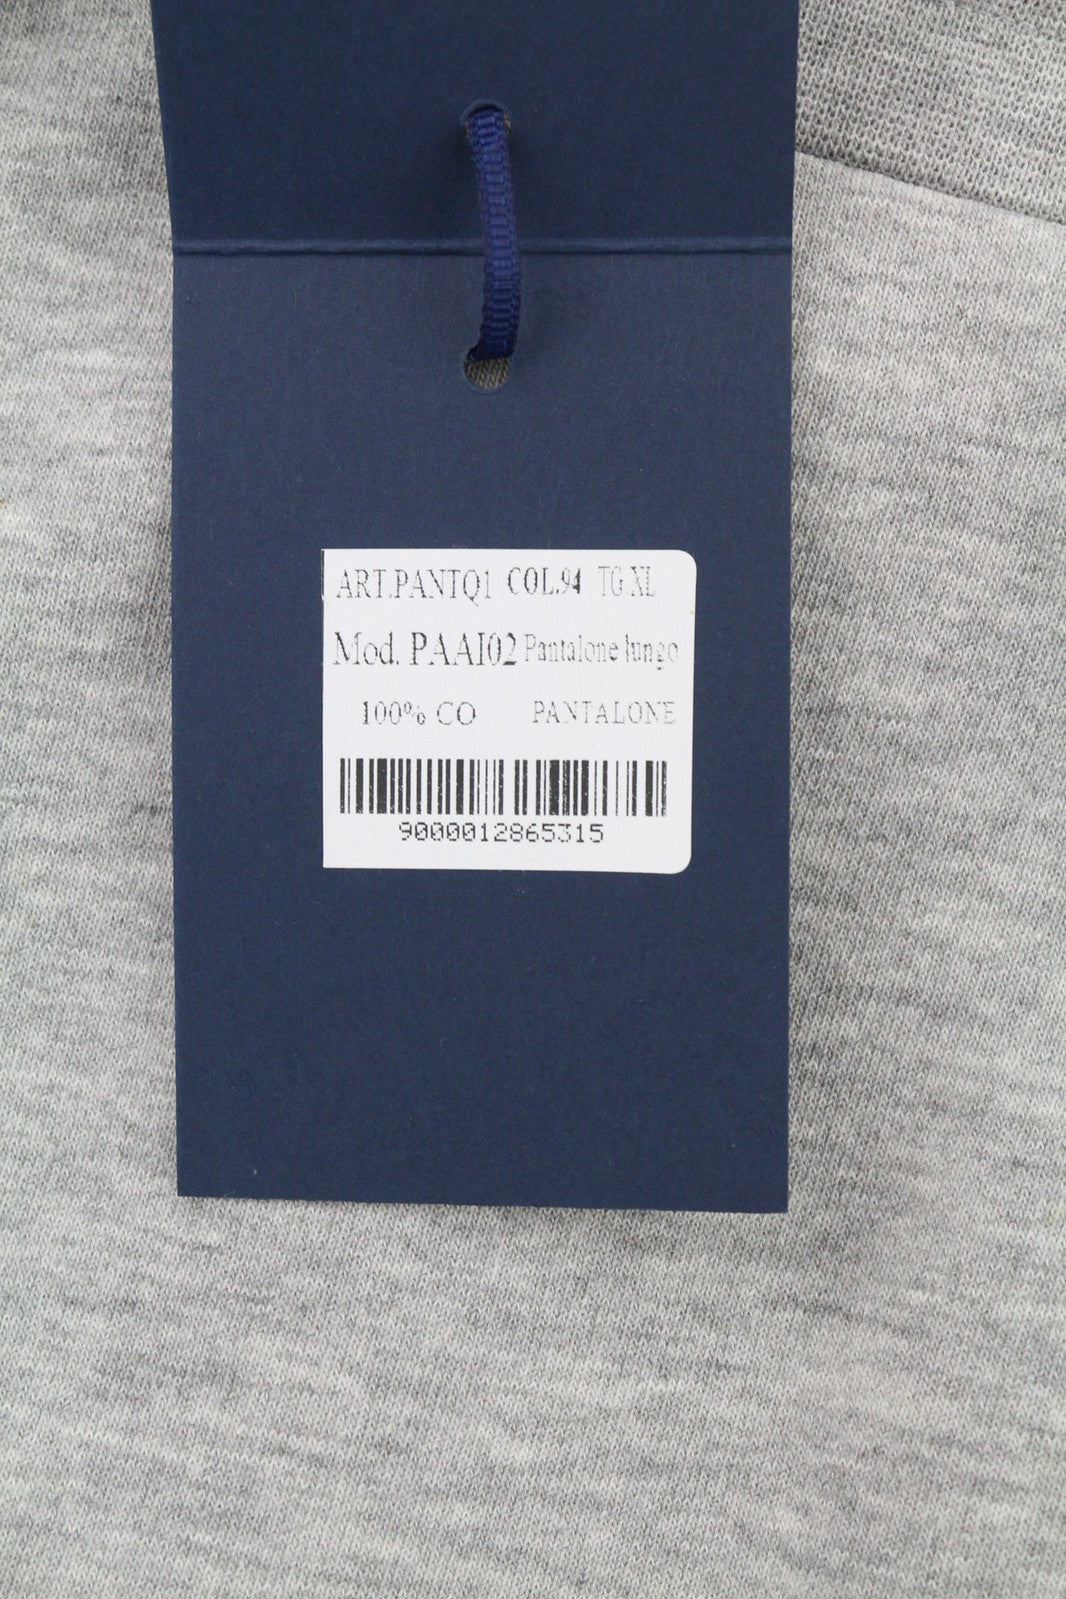 ART.PANTQ1 COL.94 TG.XL
Mod. PAAI02 Pantalone lungo
100% CO PANTALONE
9000012865315